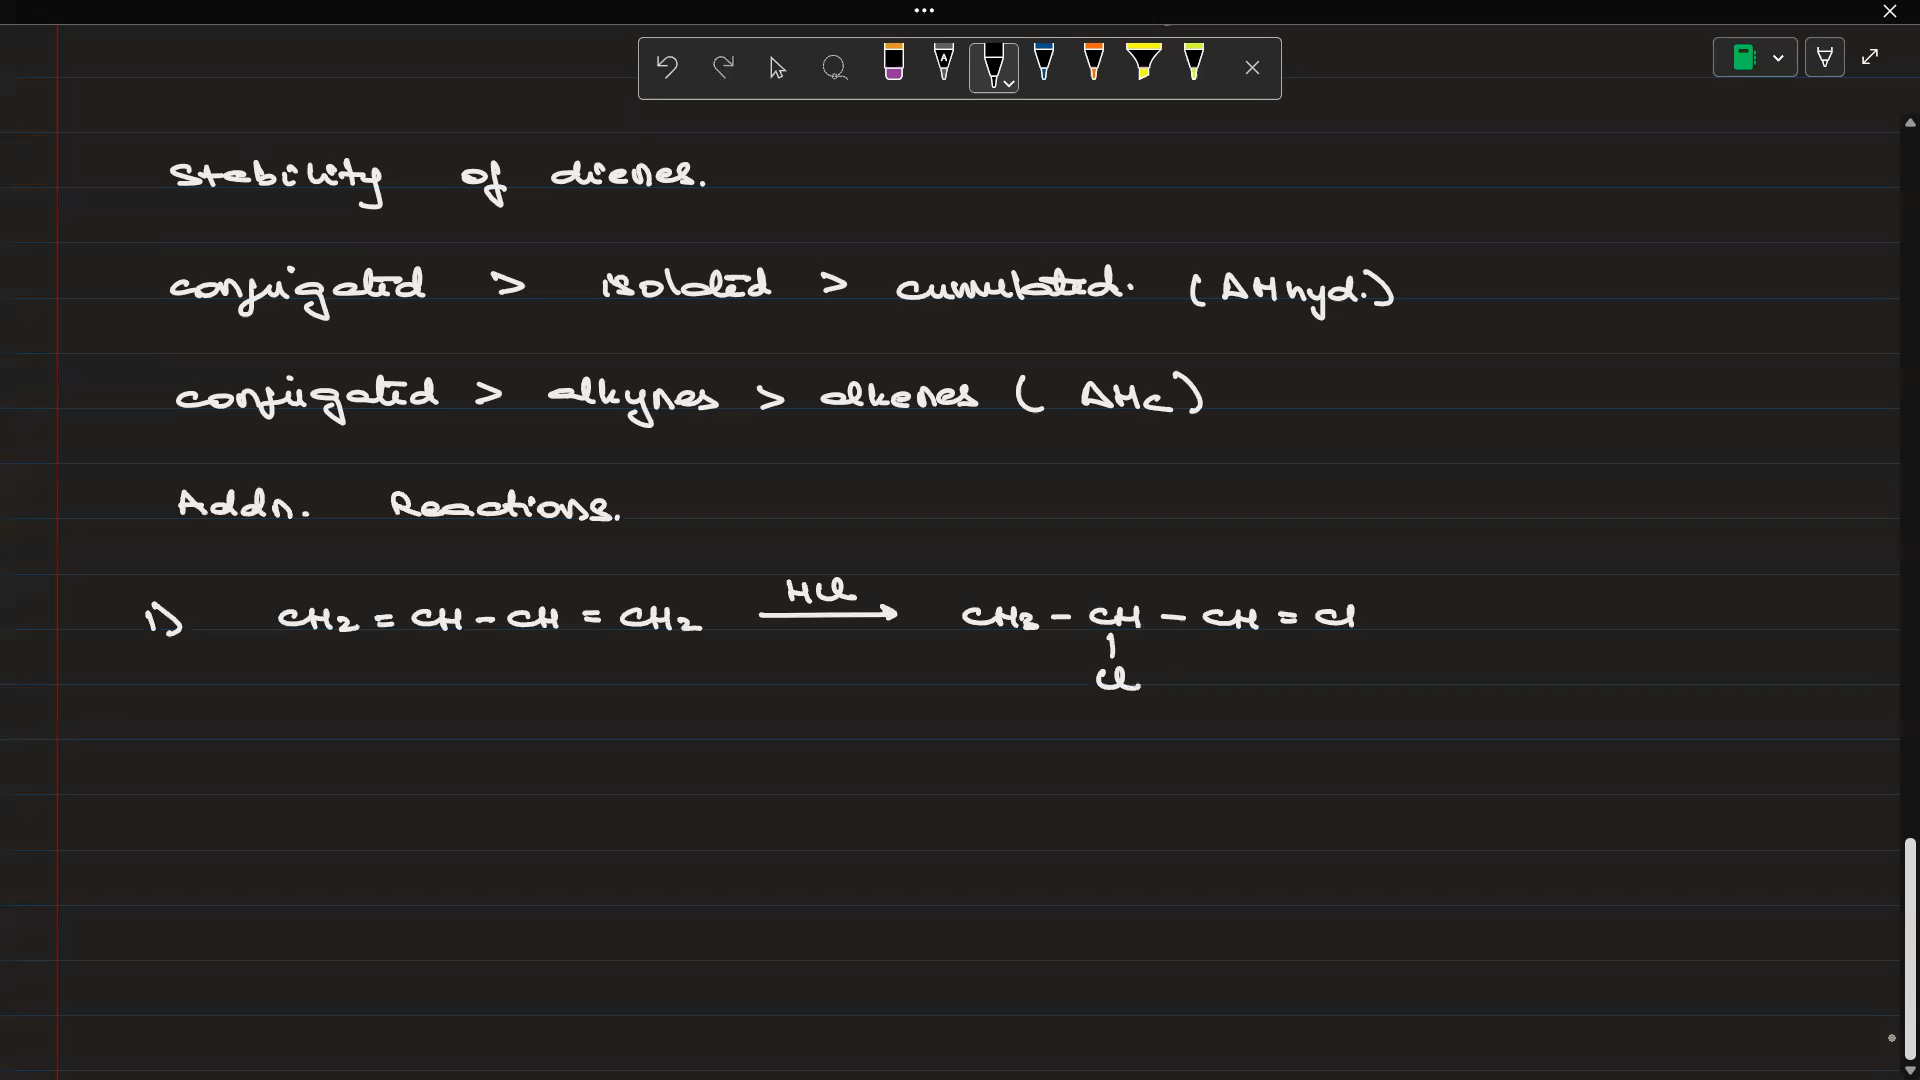 Stability of dienes.
conjugated > isolated > cumulated. (ΔHhyd.)
conjugated > alkynes > alkenes ( ΔHc )
Addn. Reactions.
HCl
1) CH2 = CH - CH = CH2 → CH3 - CH - CH = Cl
|
Cl